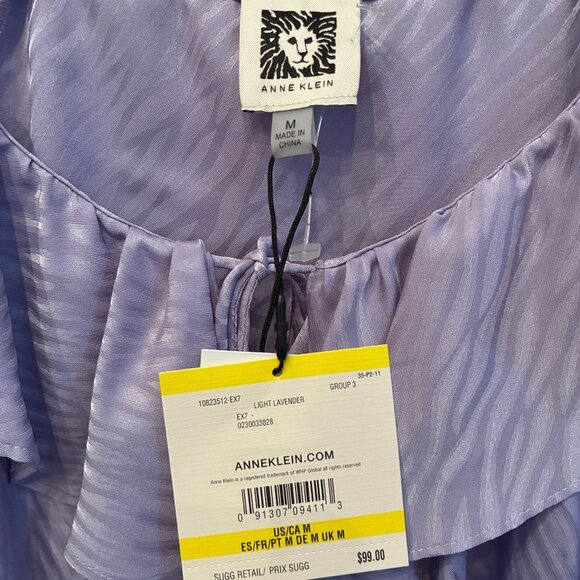 ANNE KLEIN
M
MADE IN
CHINA
35-P2-11
10823512-EX7 LIGHT LAVENDER GROUP 3
EX7 -
0230033828
ANNEKLEIN.COM
Anne Klein is a registered trademark of WHP Global all rights reserved
0 91307 09411 3
US/CA M
ES/FR/PT M DE M UK M
$99.00
SUGG RETAIL/ PRIX SUGG